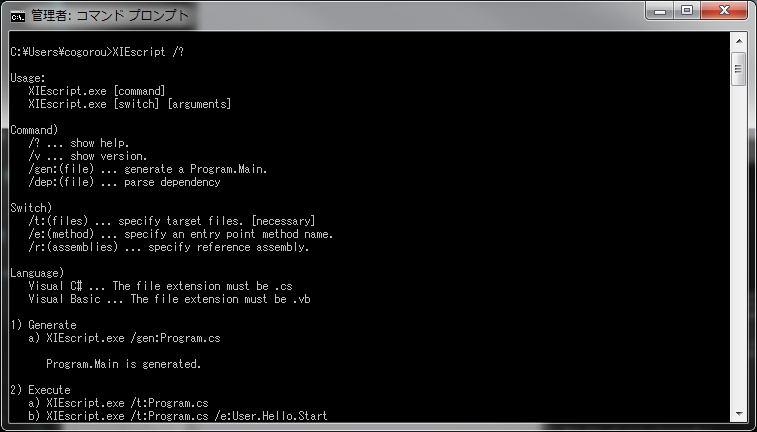 管理者: コマンド プロンプト
C:¥Users¥cogorou>XIEscript /?
Usage:
XIEscript.exe [command]
XIEscript.exe [switch] [arguments]
Command)
/? ... show help.
/v ... show version.
/gen:(file) ... generate a Program.Main.
/dep:(file) ... parse dependency
Switch)
/t:(files) ... specify target files. [necessary]
/e:(method) ... specify an entry point method name.
/r:(assemblies) ... specify reference assembly.
Language)
Visual C# ... The file extension must be .cs
Visual Basic ... The file extension must be .vb
1) Generate
a) XIEscript.exe /gen:Program.cs
Program.Main is generated.
2) Execute
a) XIEscript.exe /t:Program.cs
b) XIEscript.exe /t:Program.cs /e:User.Hello.Start